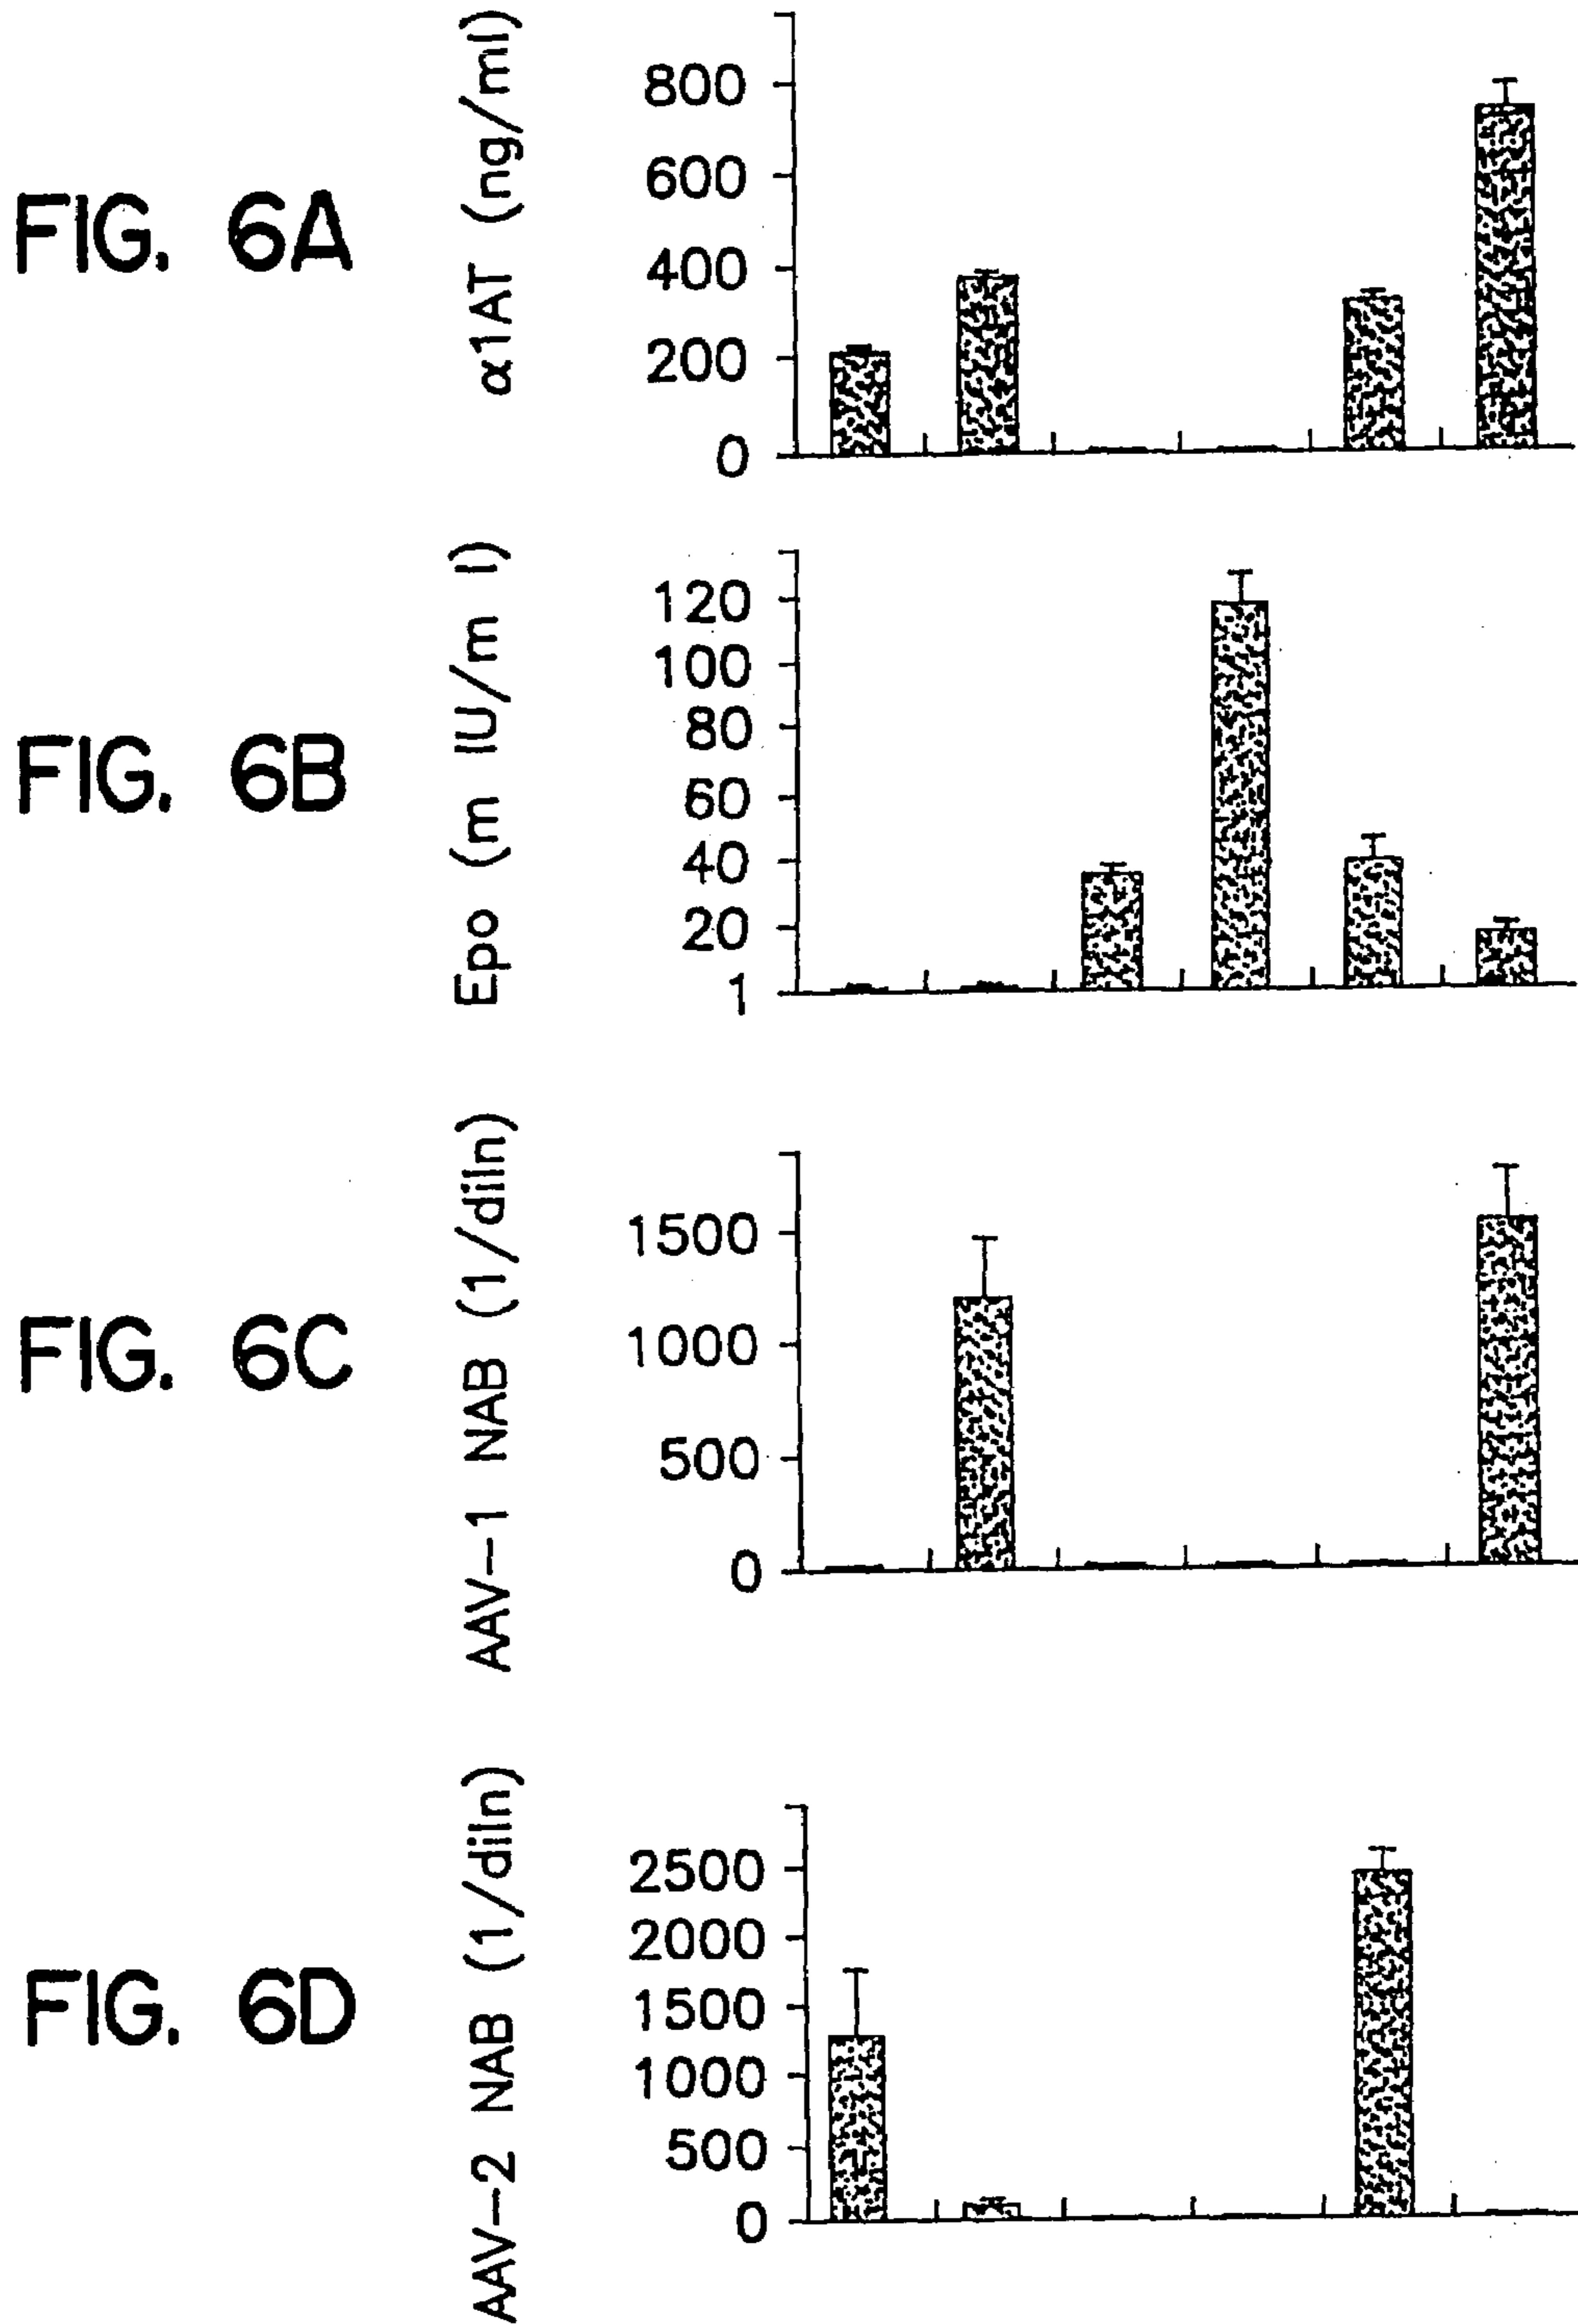 FIG. 6A
α1AT (ng/ml)
800
600
400
200
0
FIG. 6B
Epo (m IU/m l)
120
100
80
60
40
20
1
FIG. 6C
AAV-1 NAB (1/diln)
1500
1000
500
0
FIG. 6D
AAV-2 NAB (1/diln)
2500
2000
1500
1000
500
0